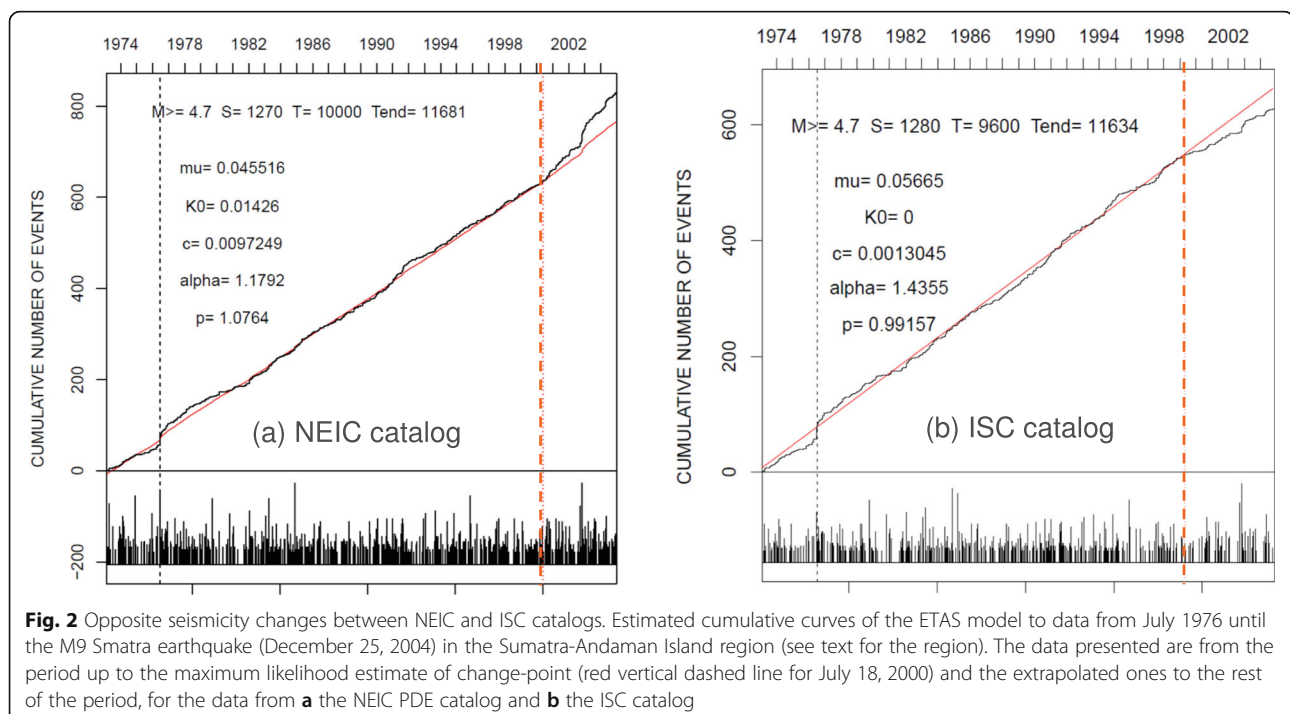 1974 1978 1982 1986 1990 1994 1998 2002
CUMULATIVE NUMBER OF EVENTS
800
600
400
200
0
−200
M>= 4.7 S= 1270 T= 10000 Tend= 11681
mu= 0.045516
K0= 0.01426
c= 0.0097249
alpha= 1.1792
p= 1.0764
(a) NEIC catalog
1974 1978 1982 1986 1990 1994 1998 2002
CUMULATIVE NUMBER OF EVENTS
600
400
200
0
M>= 4.7 S= 1280 T= 9600 Tend= 11634
mu= 0.05665
K0= 0
c= 0.0013045
alpha= 1.4355
p= 0.99157
(b) ISC catalog
Fig. 2 Opposite seismicity changes between NEIC and ISC catalogs. Estimated cumulative curves of the ETAS model to data from July 1976 until
the M9 Smatra earthquake (December 25, 2004) in the Sumatra-Andaman Island region (see text for the region). The data presented are from the
period up to the maximum likelihood estimate of change-point (red vertical dashed line for July 18, 2000) and the extrapolated ones to the rest
of the period, for the data from a the NEIC PDE catalog and b the ISC catalog